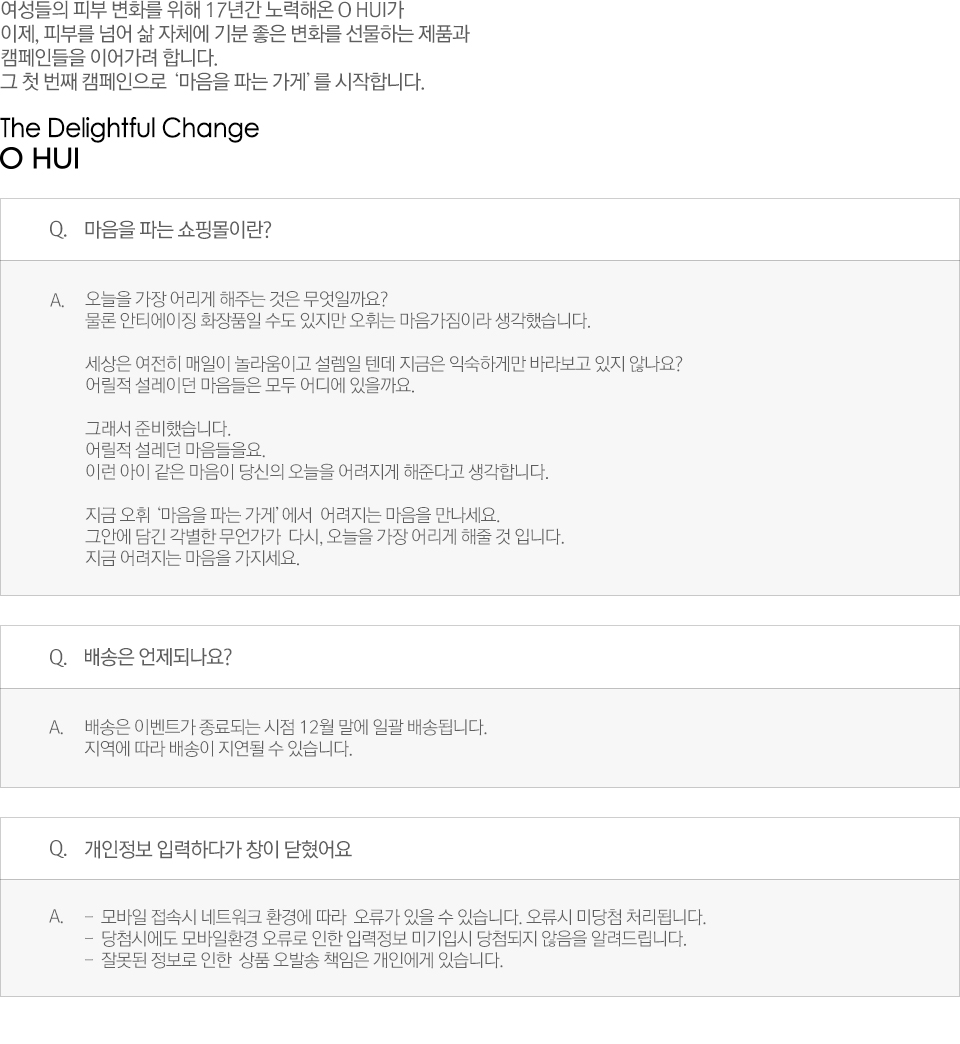 여성들의 피부 변화를 위해 17년간 노력해온 O HUI가
이제, 피부를 넘어 삶 자체에 기분 좋은 변화를 선물하는 제품과
캠페인들을 이어가려 합니다.
그 첫 번째 캠페인으로 ‘마음을 파는 가게’ 를 시작합니다.
The Delightful Change
O HUI
Q. 마음을 파는 쇼핑몰이란?
A. 오늘을 가장 어리게 해주는 것은 무엇일까요?
물론 안티에이징 화장품일 수도 있지만 오휘는 마음가짐이라 생각했습니다.
세상은 여전히 매일이 놀라움이고 설렘일 텐데 지금은 익숙하게만 바라보고 있지 않나요?
어릴적 설레이던 마음들은 모두 어디에 있을까요.
그래서 준비했습니다.
어릴적 설레던 마음들을요.
이런 아이 같은 마음이 당신의 오늘을 어려지게 해준다고 생각합니다.
지금 오휘 ‘마음을 파는 가게’ 에서 어려지는 마음을 만나세요.
그안에 담긴 각별한 무언가가 다시, 오늘을 가장 어리게 해줄 것 입니다.
지금 어려지는 마음을 가지세요.
Q. 배송은 언제되나요?
A. 배송은 이벤트가 종료되는 시점 12월 말에 일괄 배송됩니다.
지역에 따라 배송이 지연될 수 있습니다.
Q. 개인정보 입력하다가 창이 닫혔어요
A. – 모바일 접속시 네트워크 환경에 따라 오류가 있을 수 있습니다. 오류시 미당첨 처리됩니다.
– 당첨시에도 모바일환경 오류로 인한 입력정보 미기입시 당첨되지 않음을 알려드립니다.
– 잘못된 정보로 인한 상품 오발송 책임은 개인에게 있습니다.